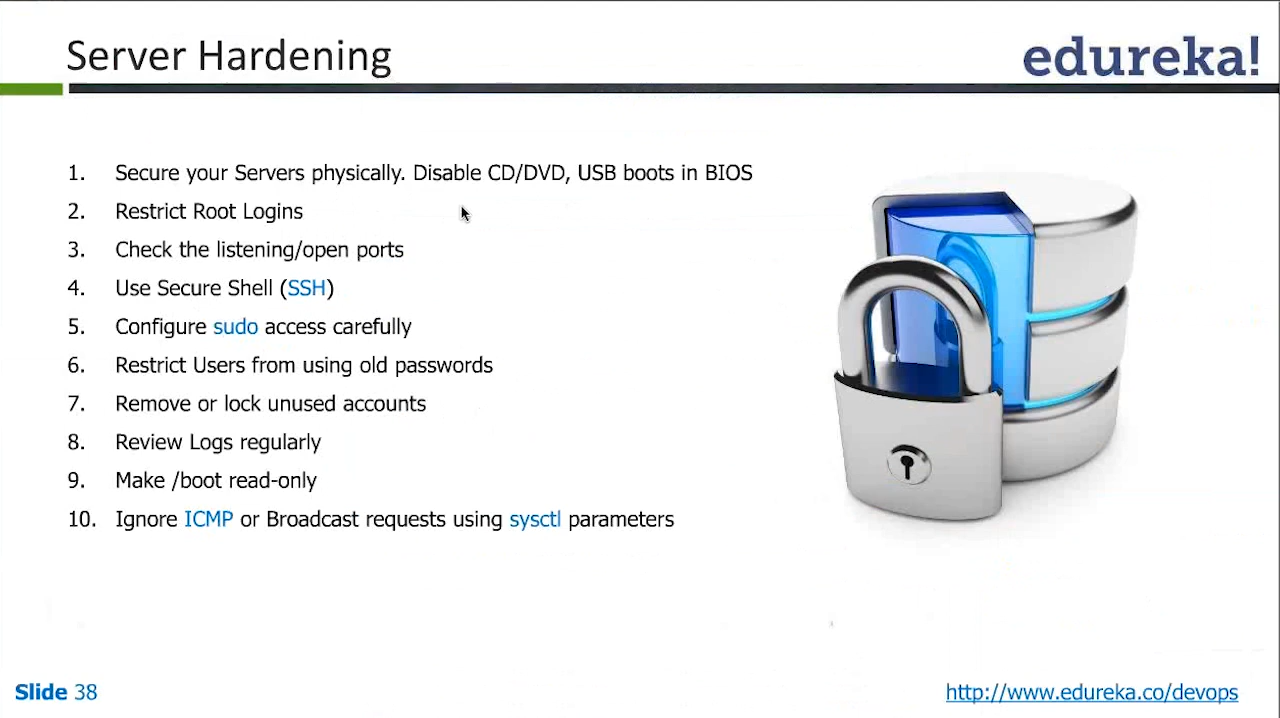 Server Hardening
edureka!
1. Secure your Servers physically. Disable CD/DVD, USB boots in BIOS
2. Restrict Root Logins
3. Check the listening/open ports
4. Use Secure Shell (SSH)
5. Configure sudo access carefully
6. Restrict Users from using old passwords
7. Remove or lock unused accounts
8. Review Logs regularly
9. Make /boot read-only
10. Ignore ICMP or Broadcast requests using sysctl parameters
Slide 38
http://www.edureka.co/devops